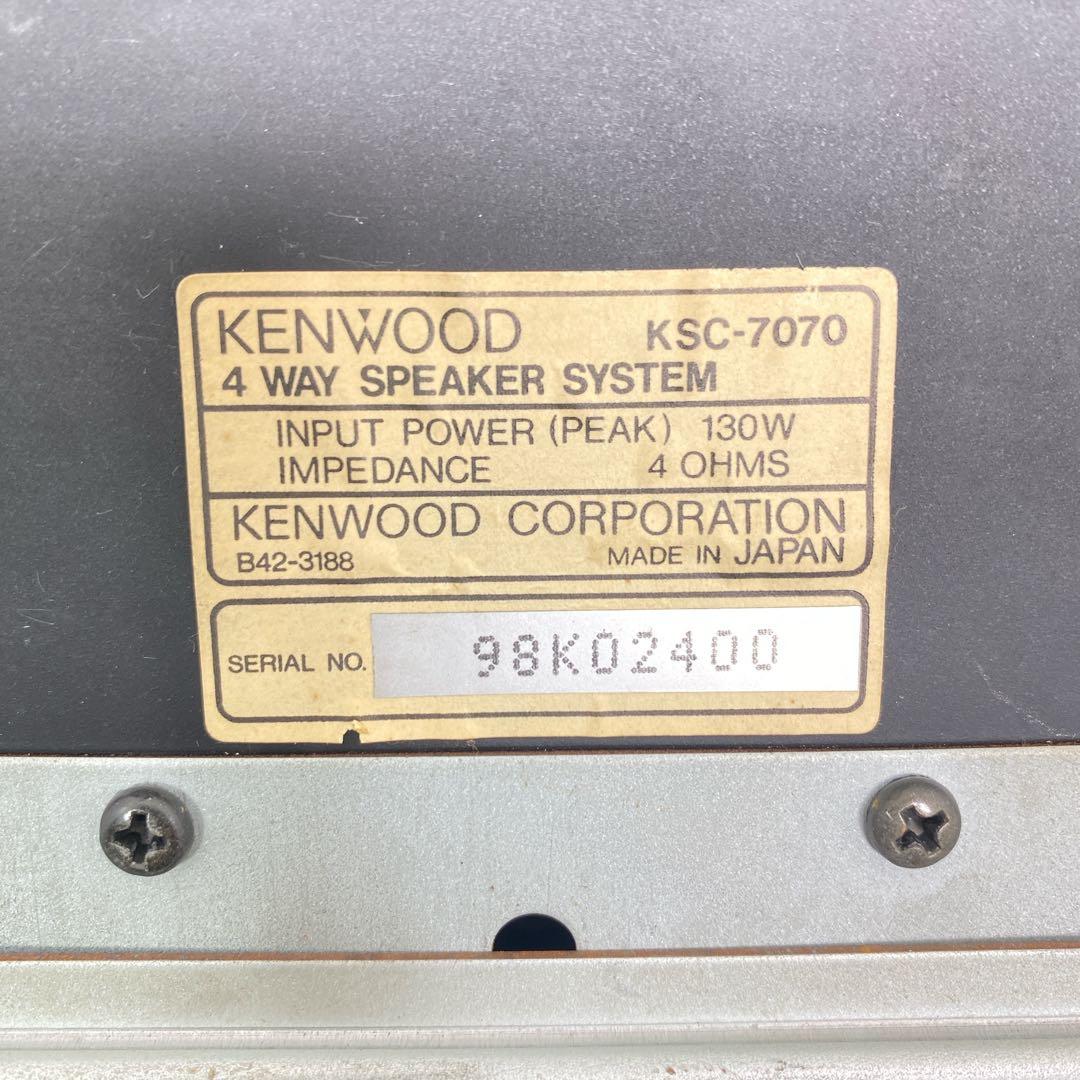 KENWOOD KSC-7070
4 WAY SPEAKER SYSTEM
INPUT POWER (PEAK) 130W
IMPEDANCE 4 OHMS
KENWOOD CORPORATION
B42-3188 MADE IN JAPAN
SERIAL NO. 98K02400